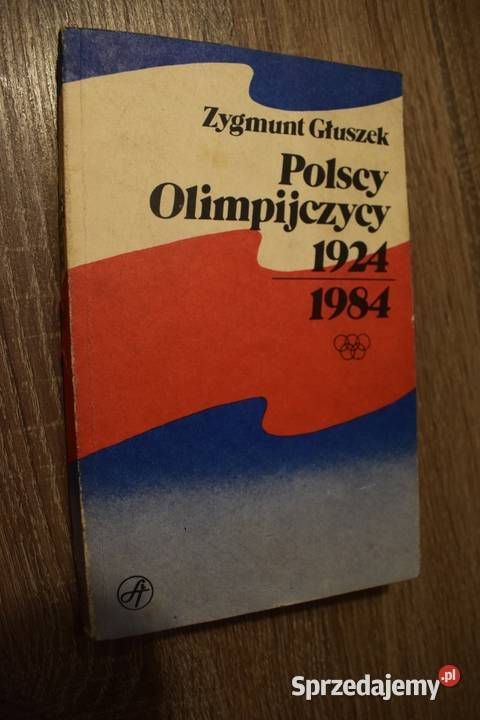 Zygmunt Głuszek
Polscy
Olimpijczycy
1924
1984
Sprzedajemy.pl